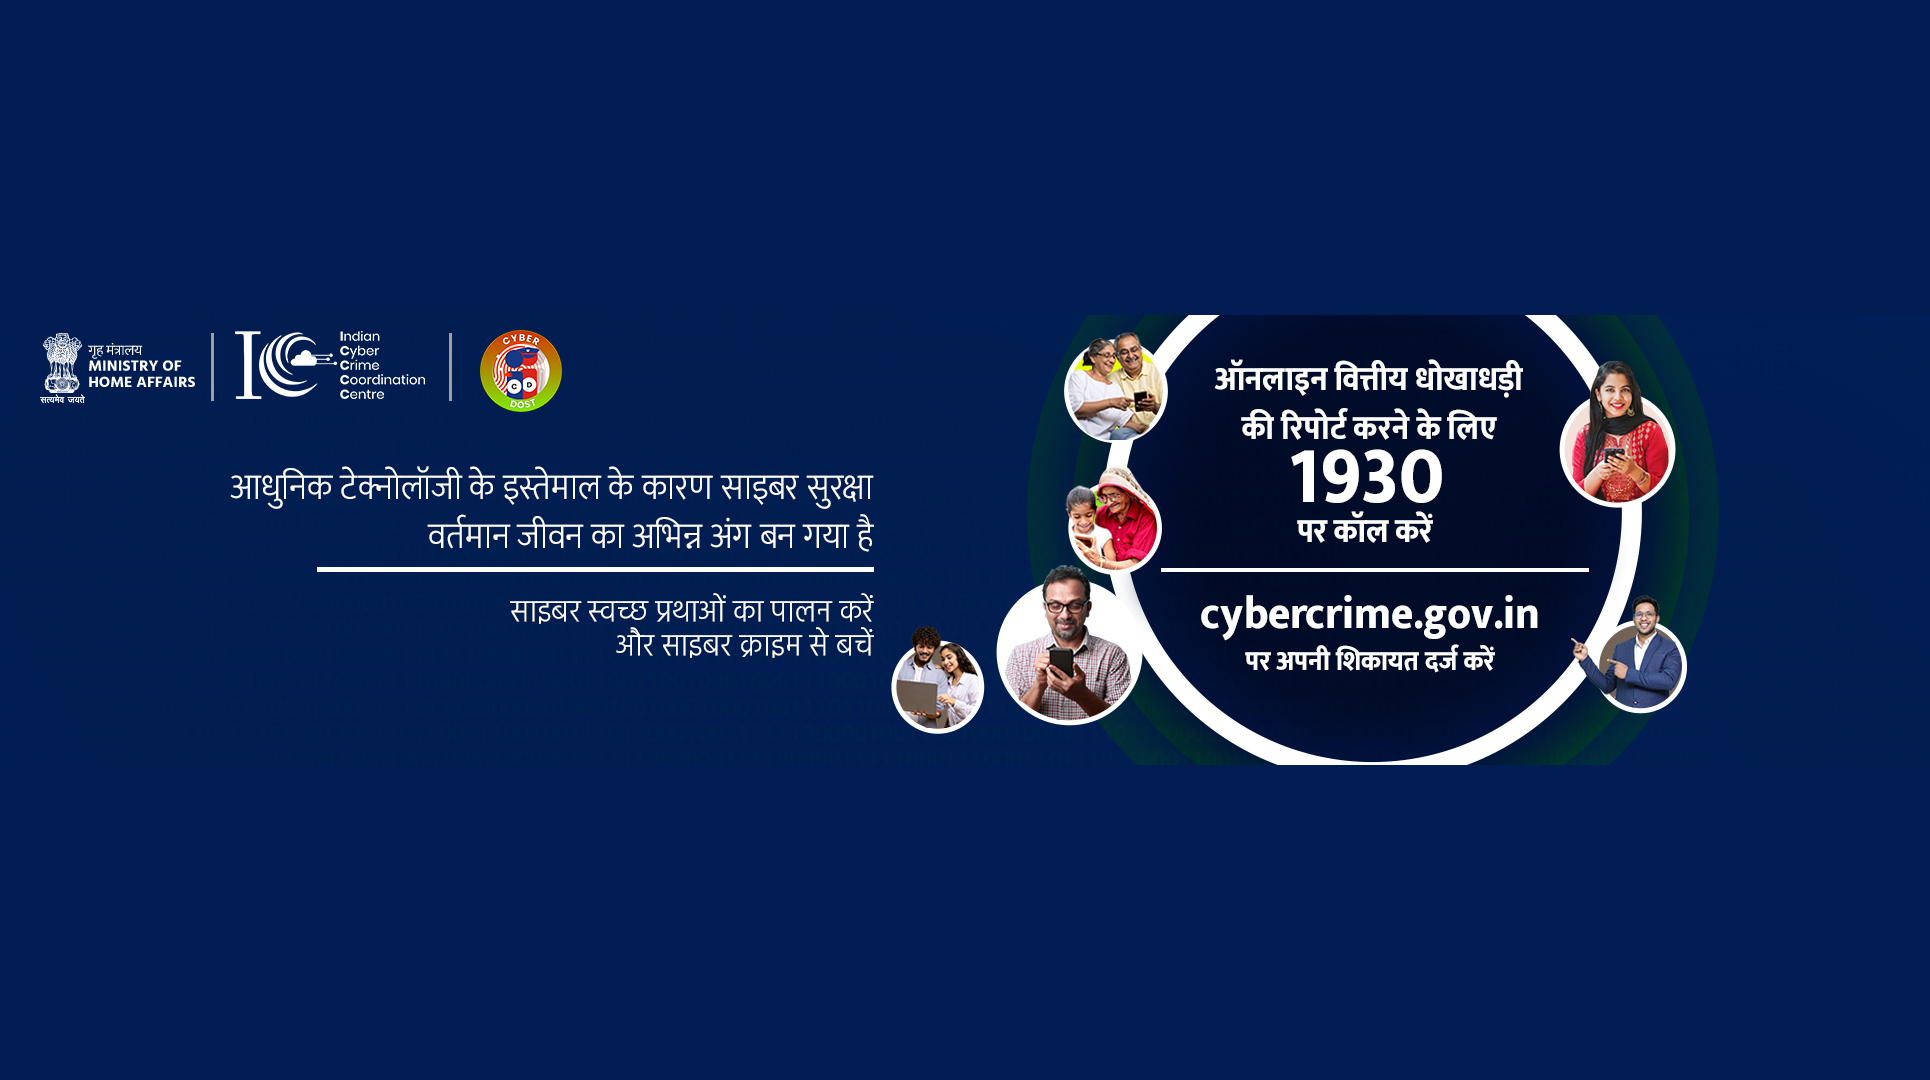 गृह मंत्रालय
MINISTRY OF
HOME AFFAIRS
सत्यमेव जयते
Indian
Cyber
Crime
Coordination
Centre
CYBER
CD
DOST
आधुनिक टेक्नोलॉजी के इस्तेमाल के कारण साइबर सुरक्षा
वर्तमान जीवन का अभिन्न अंग बन गया है
साइबर स्वच्छ प्रथाओं का पालन करें
और साइबर क्राइम से बचें
ऑनलाइन वित्तीय धोखाधड़ी
की रिपोर्ट करने के लिए
1930
पर कॉल करें
cybercrime.gov.in
पर अपनी शिकायत दर्ज करें